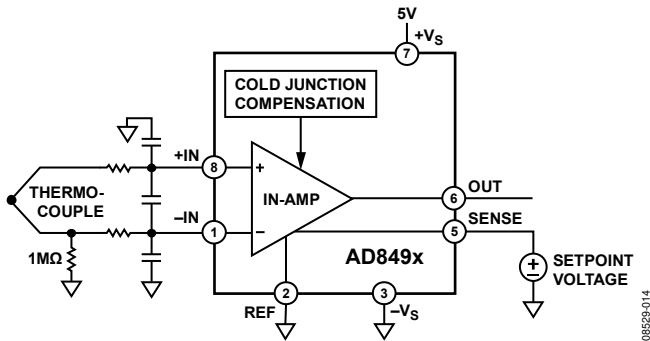 5V
+VS
7
COLD JUNCTION
COMPENSATION
+IN
8
+
THERMO-
COUPLE
IN-AMP
OUT
6
–IN
1
–
SENSE
5
1MΩ
AD849x
+
–
SETPOINT
VOLTAGE
2
3
REF
–VS
08529-014